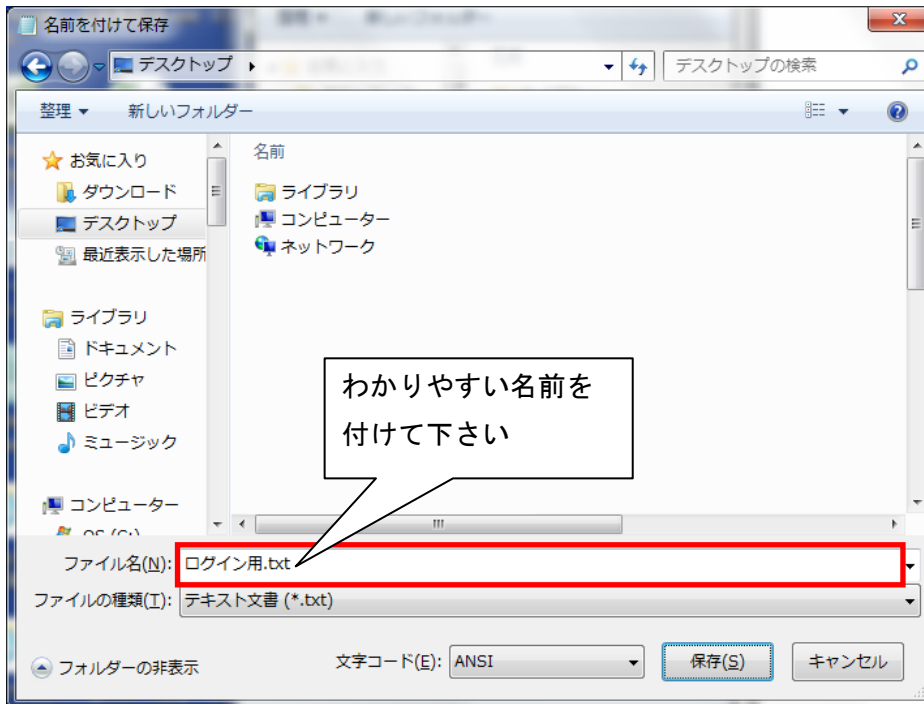 名前を付けて保存
デスクトップ
デスクトップの検索
整理
新しいフォルダー
お気に入り
ダウンロード
デスクトップ
最近表示した場所
ライブラリ
ドキュメント
ピクチャ
ビデオ
ミュージック
コンピューター
名前
ライブラリ
コンピューター
ネットワーク
わかりやすい名前を
付けて下さい
ファイル名(N): ログイン用.txt
ファイルの種類(T): テキスト文書 (*.txt)
フォルダーの非表示
文字コード(E): ANSI
保存(S)
キャンセル